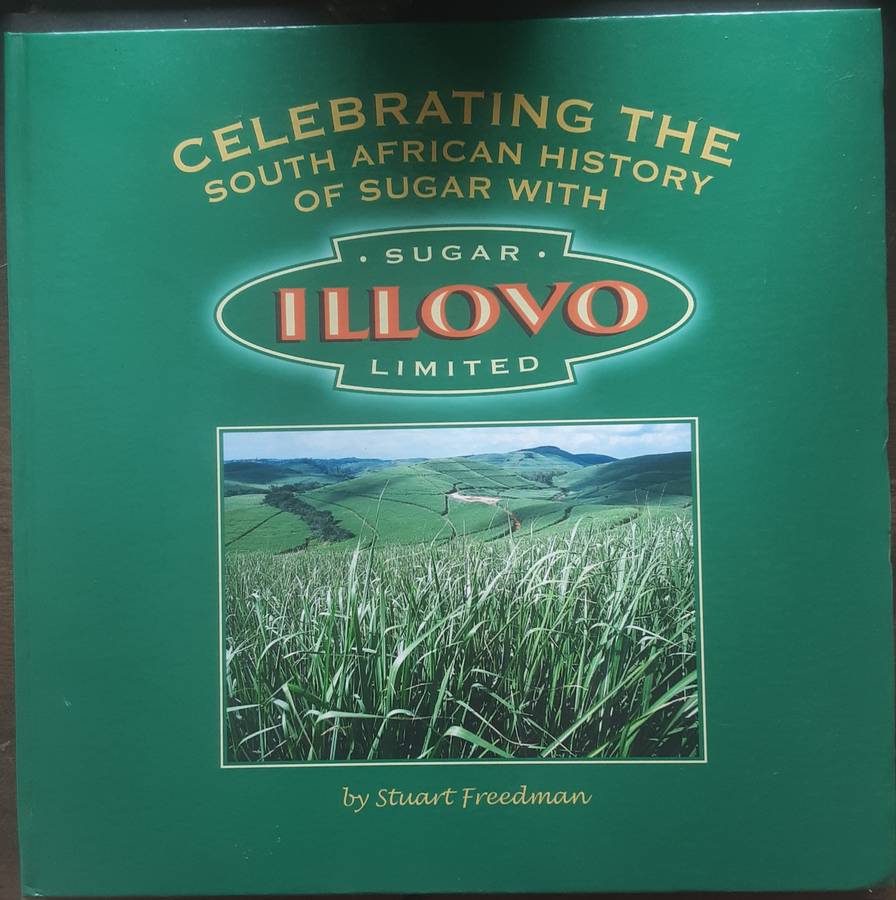 CELEBRATING THE
SOUTH AFRICAN HISTORY
OF SUGAR WITH
· SUGAR ·
ILLOVO
LIMITED
by Stuart Freedman